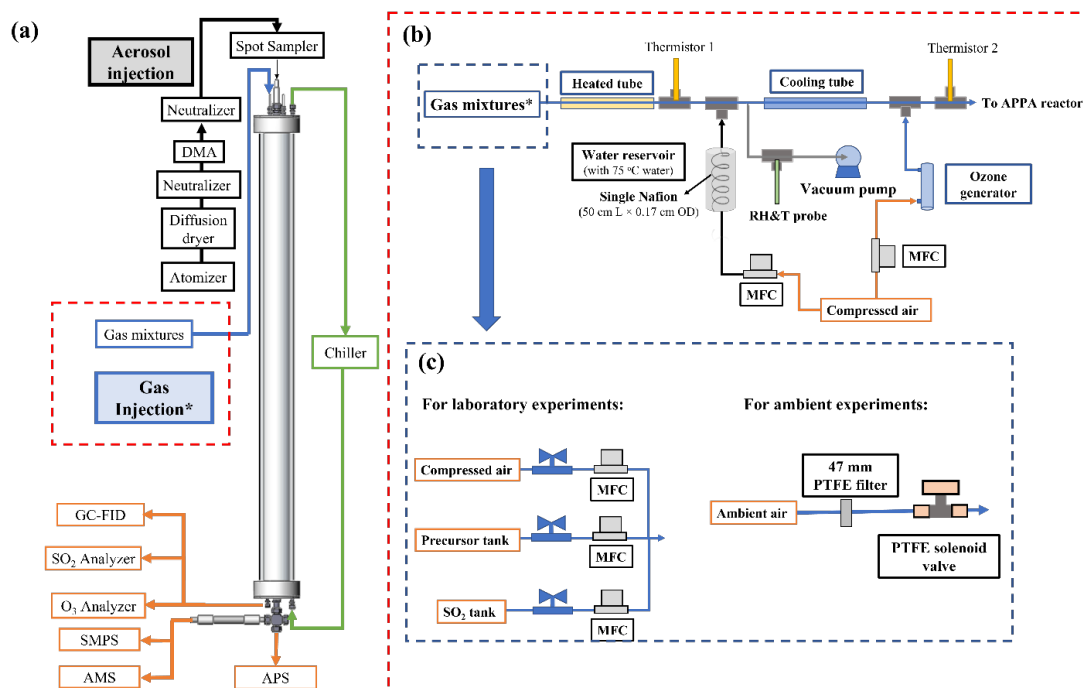 (a)
Aerosol
injection
Spot Sampler
Neutralizer
DMA
Neutralizer
Diffusion
dryer
Atomizer
Gas mixtures
Gas
Injection*
Chiller
GC-FID
SO₂ Analyzer
O₃ Analyzer
SMPS
AMS
APS
(b)
Thermistor 1
Thermistor 2
Heated tube
Cooling tube
Gas mixtures*
To APPA reactor
Water reservoir
(with 75 °C water)
Single Nafion
(50 cm L × 0.17 cm OD)
Vacuum pump
RH&T probe
Ozone
generator
MFC
MFC
Compressed air
(c)
For laboratory experiments:
For ambient experiments:
Compressed air
MFC
Precursor tank
MFC
SO₂ tank
MFC
47 mm
PTFE filter
Ambient air
PTFE solenoid
valve